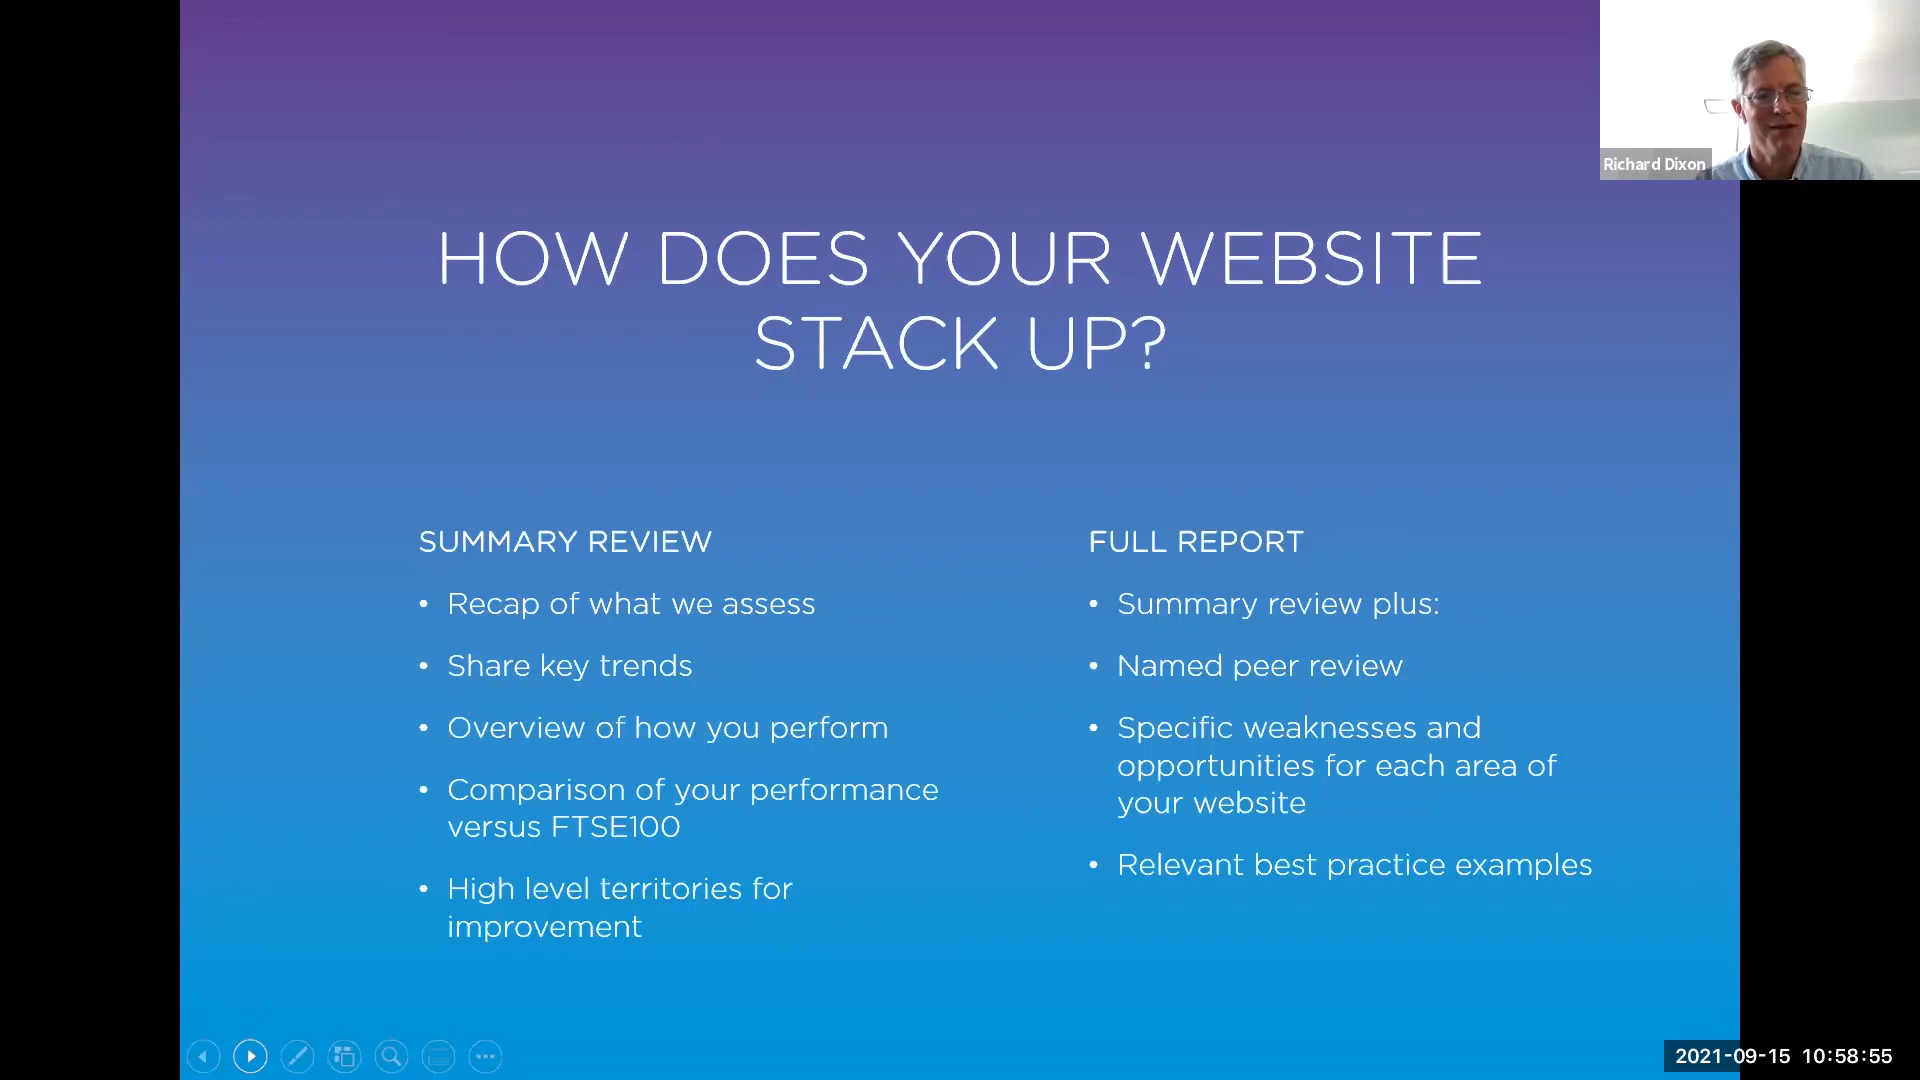 Richard Dixon
HOW DOES YOUR WEBSITE
STACK UP?
SUMMARY REVIEW
• Recap of what we assess
• Share key trends
• Overview of how you perform
• Comparison of your performance
versus FTSE100
• High level territories for
improvement
FULL REPORT
• Summary review plus:
• Named peer review
• Specific weaknesses and
opportunities for each area of
your website
• Relevant best practice examples
2021-09-15 10:58:55